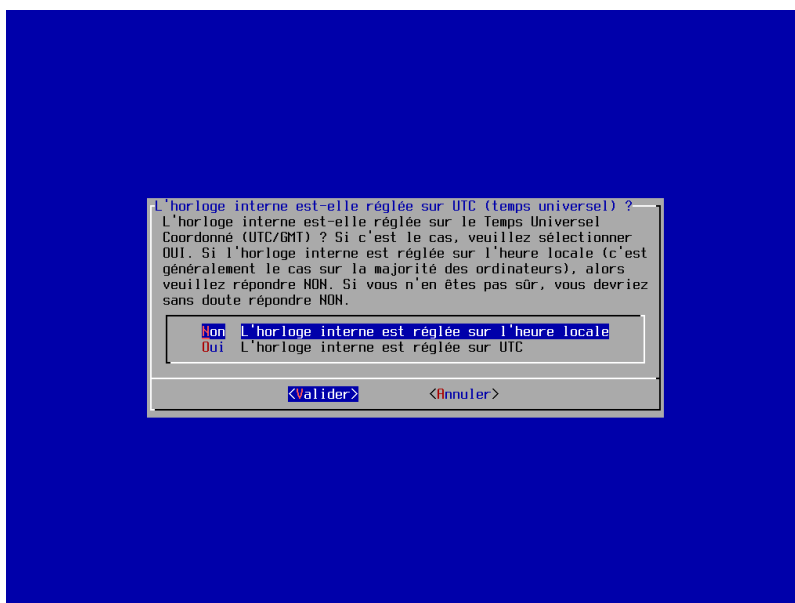 L'horloge interne est-elle réglée sur UTC (temps universel) ?
L'horloge interne est-elle réglée sur le Temps Universel
Coordonné (UTC/GMT) ? Si c'est le cas, veuillez sélectionner
OUI. Si l'horloge interne est réglée sur l'heure locale (c'est
généralement le cas sur la majorité des ordinateurs), alors
veuillez répondre NON. Si vous n'en êtes pas sûr, vous devriez
sans doute répondre NON.
Non L'horloge interne est réglée sur l'heure locale
Oui L'horloge interne est réglée sur UTC
<Valider> <Annuler>